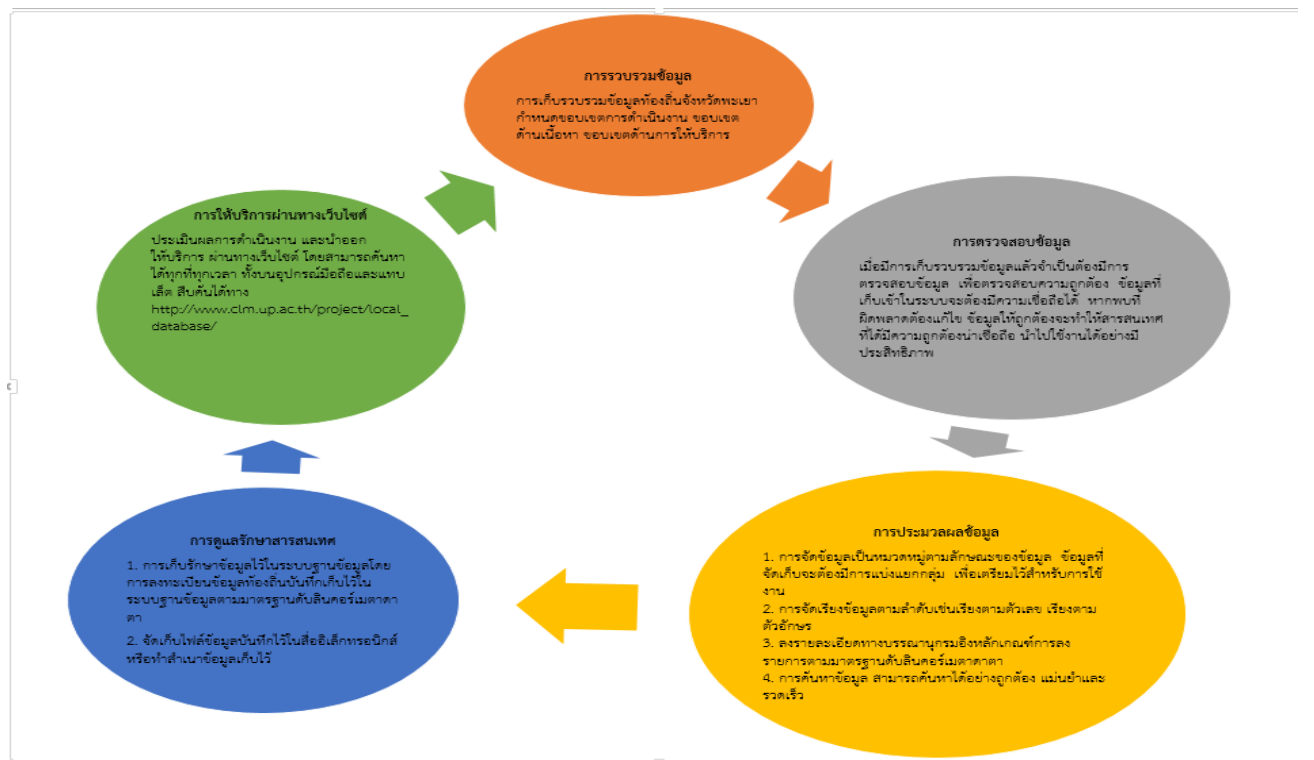 การรวบรวมข้อมูล
การเก็บรวบรวมข้อมูลท้องถิ่นจังหวัดพะเยา
กำหนดขอบเขตการดำเนินงาน ขอบเขต
ด้านเนื้อหา ขอบเขตด้านการให้บริการ
การตรวจสอบข้อมูล
เมื่อมีการเก็บรวบรวมข้อมูลแล้วจำเป็นต้องมีการ
ตรวจสอบข้อมูล เพื่อตรวจสอบความถูกต้อง ข้อมูลที่
เก็บเข้าในระบบจะต้องมีความเชื่อถือได้ หากพบที่
ผิดพลาดต้องแก้ไข ข้อมูลให้ถูกต้องจะทำให้สารสนเทศ
ที่ได้มีความถูกต้องน่าเชื่อถือ นำไปใช้งานได้อย่างมี
ประสิทธิภาพ
การประมวลผลข้อมูล
1. การจัดข้อมูลเป็นหมวดหมู่ตามลักษณะของข้อมูล ข้อมูลที่
จัดเก็บจะต้องมีการแบ่งแยกกลุ่ม เพื่อเตรียมไว้สำหรับการใช้
งาน
2. การจัดเรียงข้อมูลตามลำดับเช่นเรียงตามตัวเลข เรียงตาม
ตัวอักษร
3. ลงรายละเอียดทางบรรณานุกรมอิงหลักเกณฑ์การลง
รายการตามมาตรฐานดับลินคอร์เมตาดาตา
4. การค้นหาข้อมูล สามารถค้นหาได้อย่างถูกต้อง แม่นยำและ
รวดเร็ว
การดูแลรักษาสารสนเทศ
1. การเก็บรักษาข้อมูลไว้ในระบบฐานข้อมูลโดย
การลงทะเบียนข้อมูลท้องถิ่นบันทึกเก็บไว้ใน
ระบบฐานข้อมูลตามมาตรฐานดับลินคอร์เมตาดา
ตา
2. จัดเก็บไฟล์ข้อมูลบันทึกไว้ในสื่ออิเล็กทรอนิกส์
หรือทำสำเนาข้อมูลเก็บไว้
การให้บริการผ่านทางเว็บไซต์
ประเมินผลการดำเนินงาน และนำออก
ให้บริการ ผ่านทางเว็บไซต์ โดยสามารถค้นหา
ได้ทุกที่ทุกเวลา ทั้งบนอุปกรณ์มือถือและแทบ
เล็ต สืบค้นได้ทาง
http://www.clm.up.ac.th/project/local_
database/